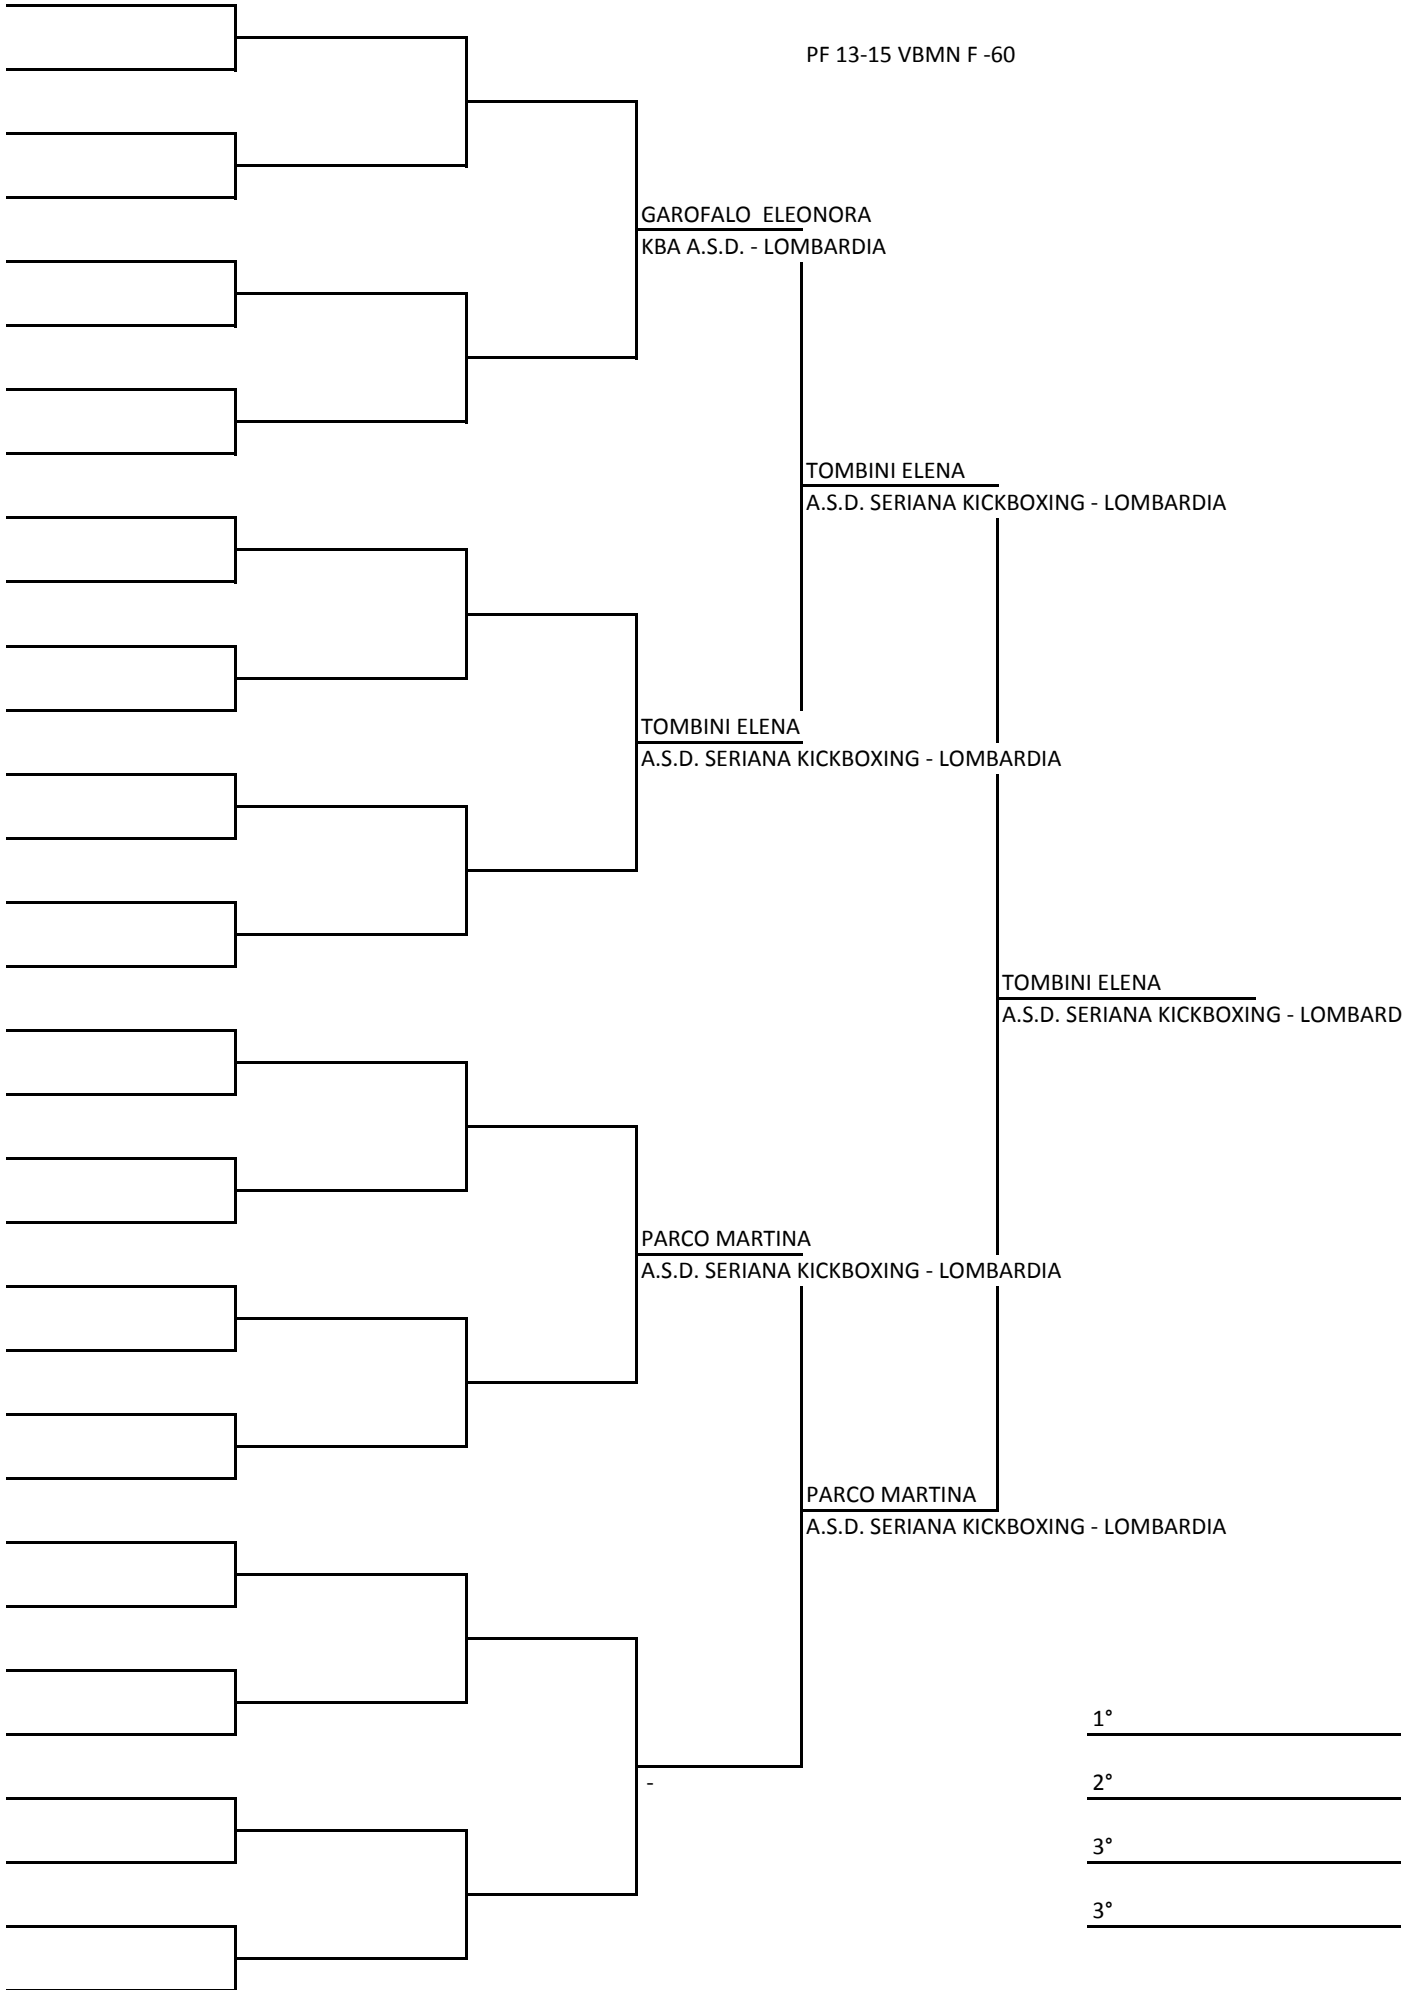 PF 13-15 VBMN F -60
GAROFALO  ELEONORA
KBA A.S.D. - LOMBARDIA
TOMBINI ELENA
A.S.D. SERIANA KICKBOXING - LOMBARDIA
TOMBINI ELENA
A.S.D. SERIANA KICKBOXING - LOMBARDIA
TOMBINI ELENA
A.S.D. SERIANA KICKBOXING - LOMBARD
PARCO MARTINA
A.S.D. SERIANA KICKBOXING - LOMBARDIA
PARCO MARTINA
A.S.D. SERIANA KICKBOXING - LOMBARDIA
1°
-
2°
3°
3°